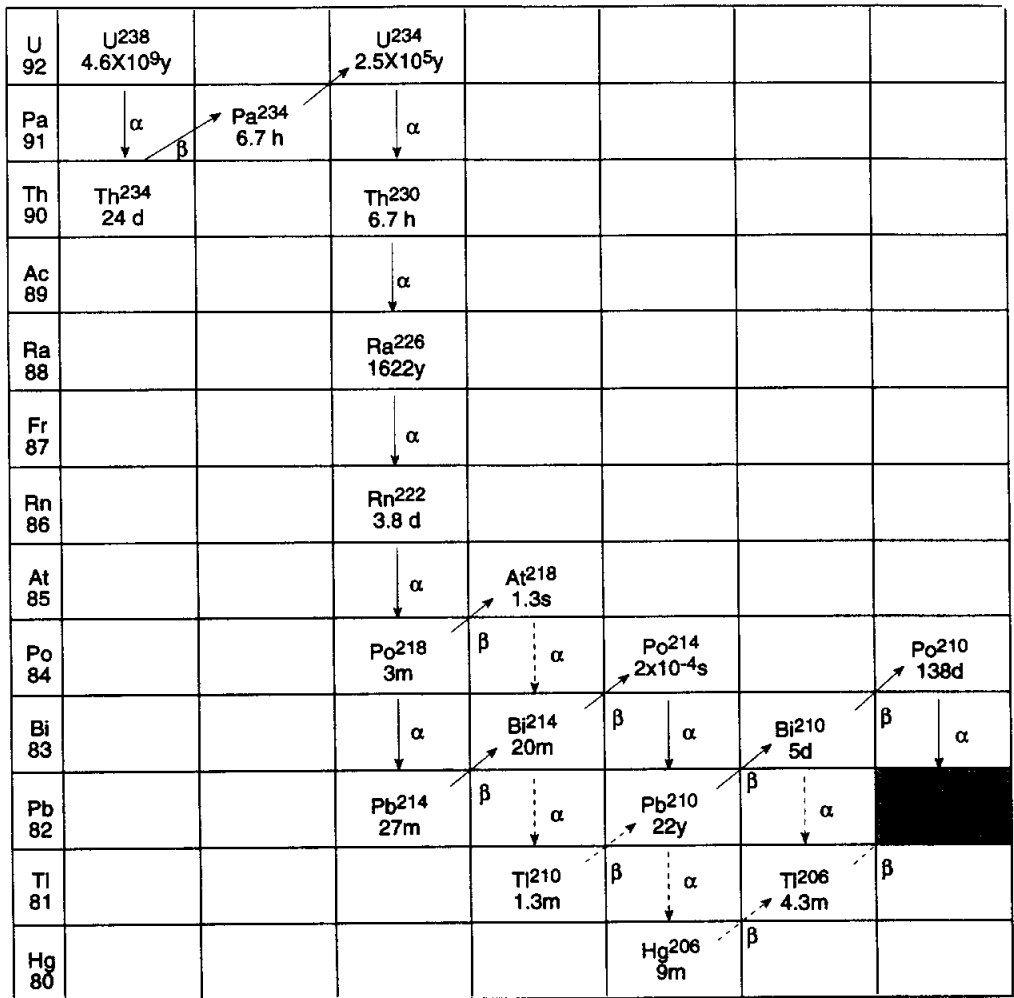 U U²³⁸ U²³⁴
92 4.6X10⁹y 2.5X10⁵y
Pa α Pa²³⁴ α
91 β 6.7 h
Th Th²³⁴ Th²³⁰
90 24 d 6.7 h
Ac α
89
Ra Ra²²⁶
88 1622y
Fr α
87
Rn Rn²²²
86 3.8 d
At α At²¹⁸
85 1.3s
Po Po²¹⁸ β α Po²¹⁴ Po²¹⁰
84 3m 2x10⁻⁴s 138d
Bi α Bi²¹⁴ β α Bi²¹⁰ β α
83 20m 5d
Pb Pb²¹⁴ β α Pb²¹⁰ β α
82 27m 22y
Tl Tl²¹⁰ β α Tl²⁰⁶ β
81 1.3m 4.3m
Hg Hg²⁰⁶ β
80 9m